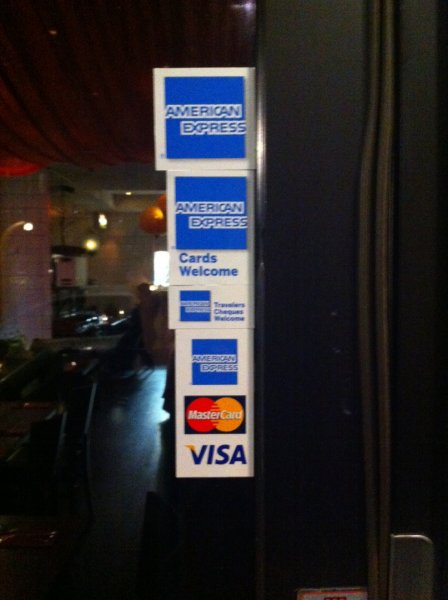 AMERICAN
EXPRESS
AMERICAN
EXPRESS
Cards
Welcome
AMERICAN
EXPRESS
Travelers
Cheques
Welcome
AMERICAN
EXPRESS
MasterCard
VISA